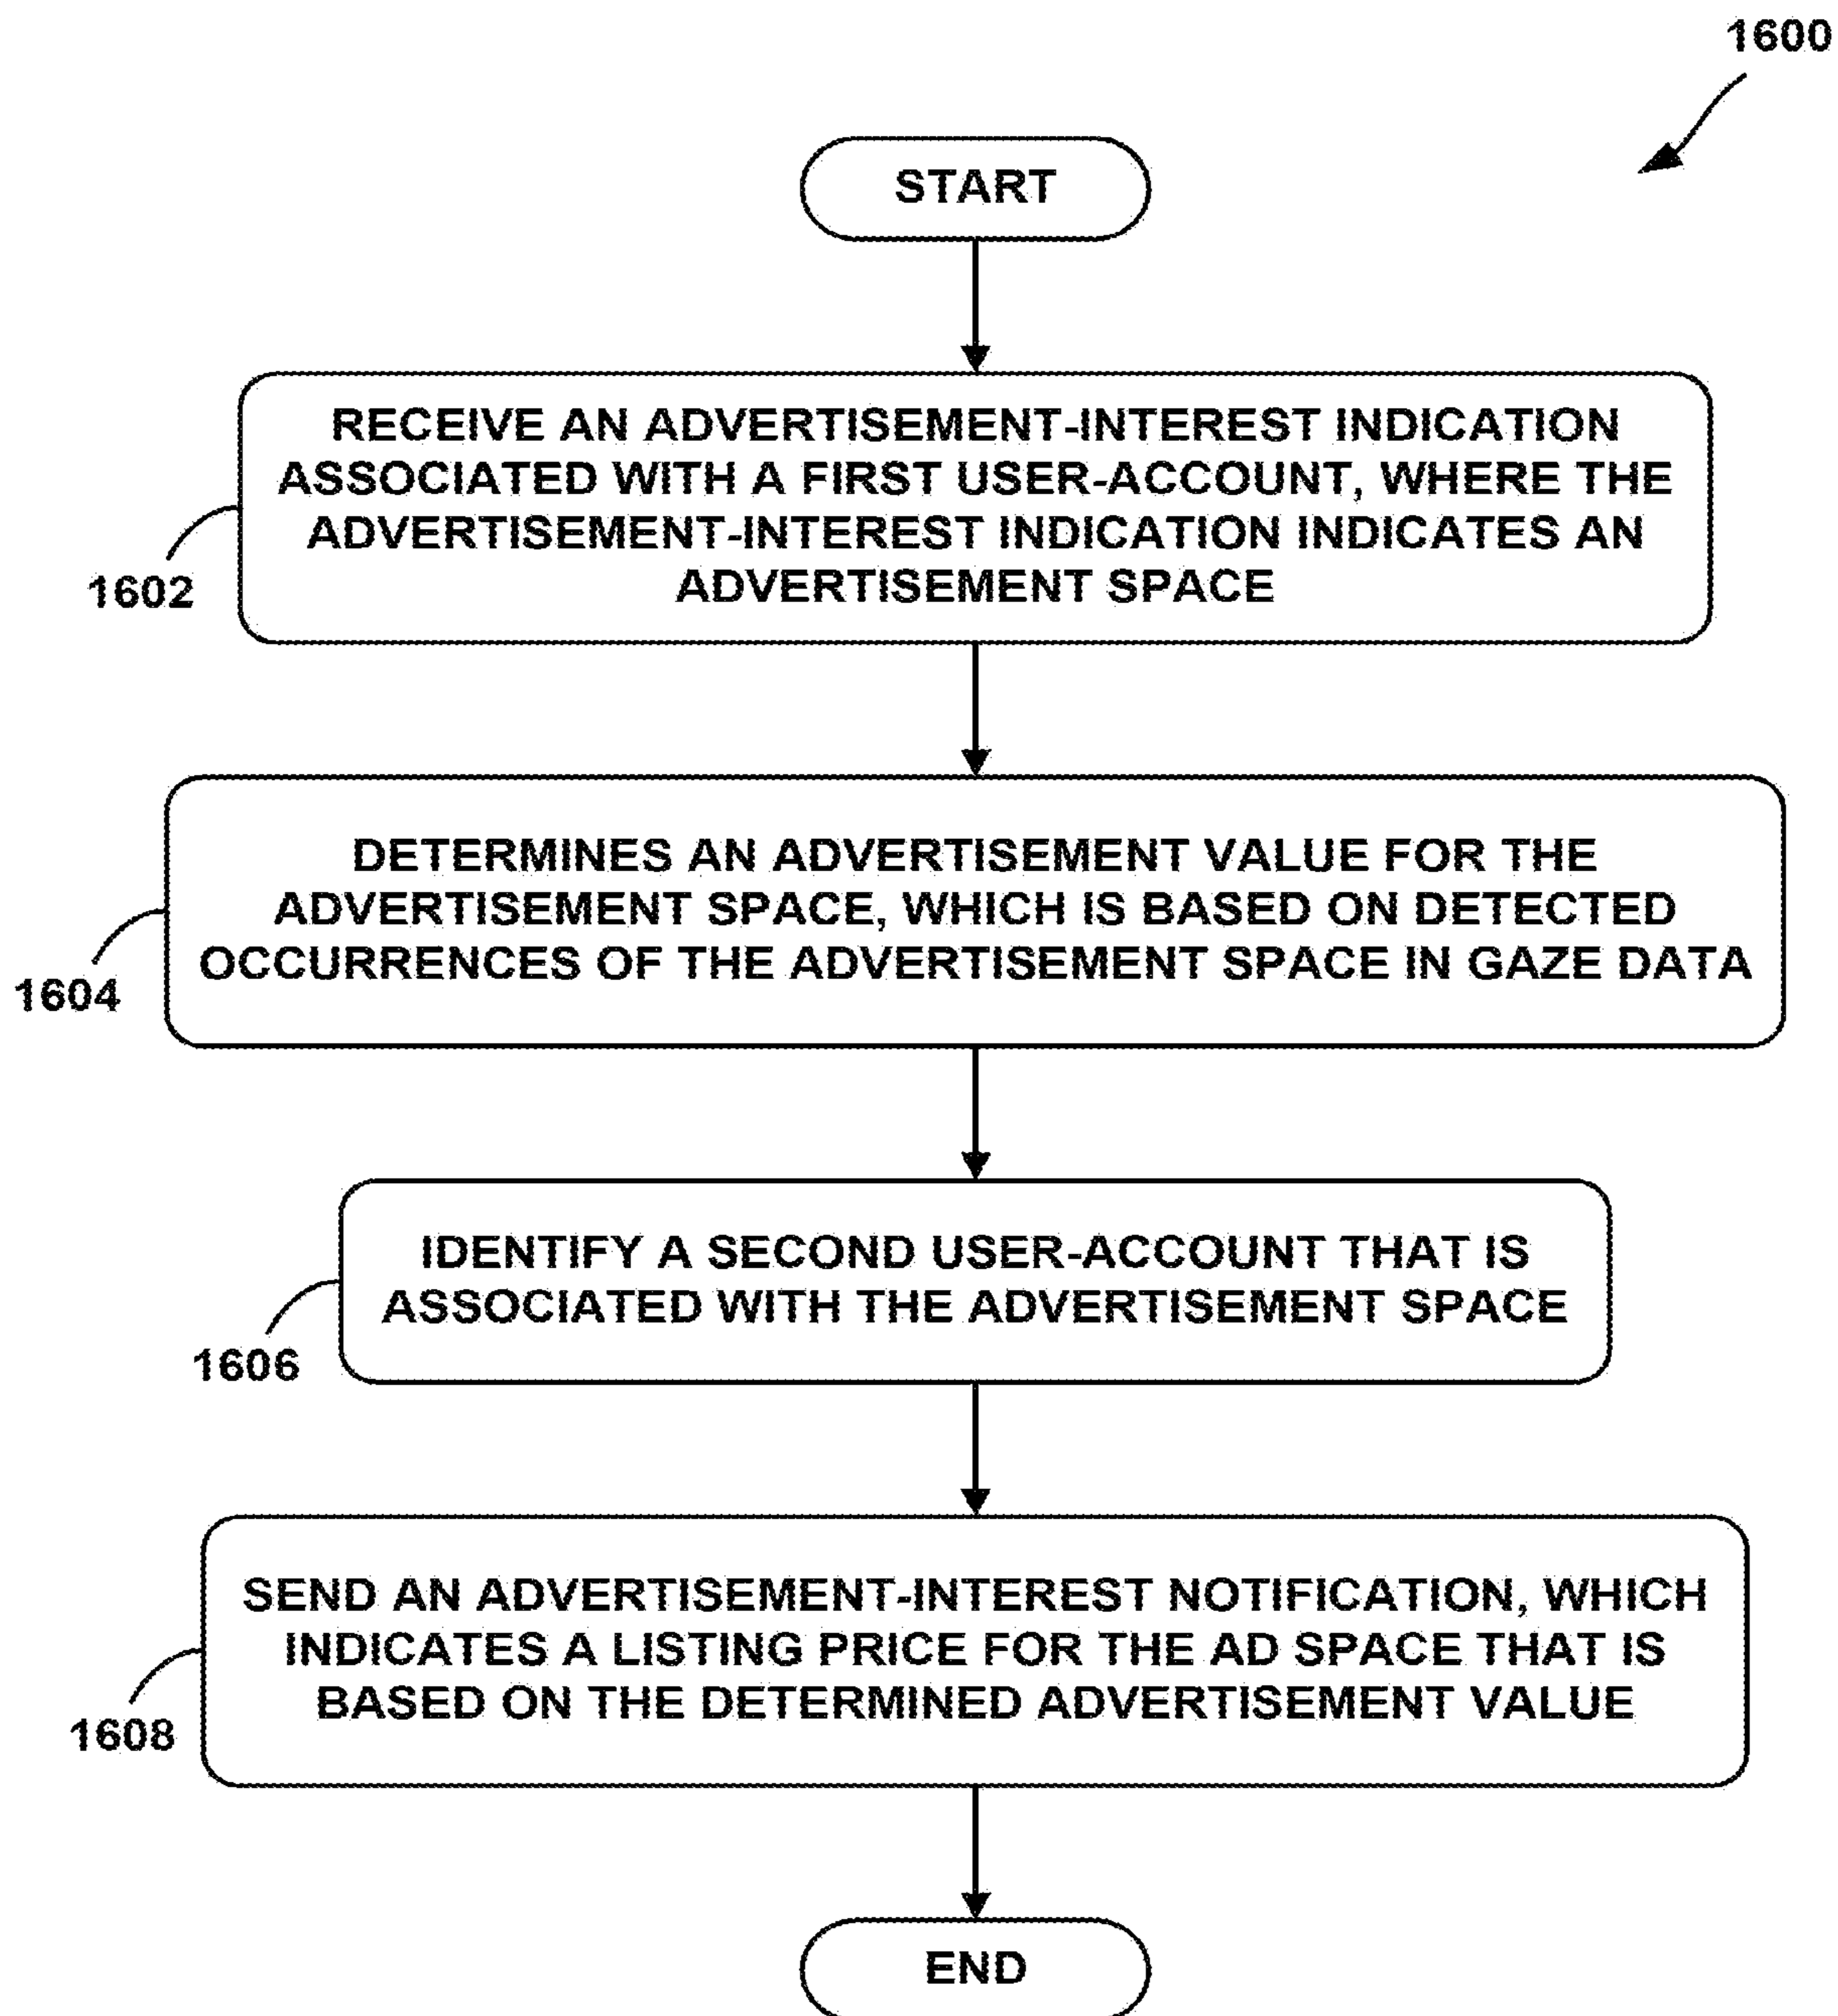 1600
START
RECEIVE AN ADVERTISEMENT-INTEREST INDICATION
ASSOCIATED WITH A FIRST USER-ACCOUNT, WHERE THE
ADVERTISEMENT-INTEREST INDICATION INDICATES AN
ADVERTISEMENT SPACE
1602
DETERMINES AN ADVERTISEMENT VALUE FOR THE
ADVERTISEMENT SPACE, WHICH IS BASED ON DETECTED
OCCURRENCES OF THE ADVERTISEMENT SPACE IN GAZE DATA
1604
IDENTIFY A SECOND USER-ACCOUNT THAT IS
ASSOCIATED WITH THE ADVERTISEMENT SPACE
1606
SEND AN ADVERTISEMENT-INTEREST NOTIFICATION, WHICH
INDICATES A LISTING PRICE FOR THE AD SPACE THAT IS
BASED ON THE DETERMINED ADVERTISEMENT VALUE
1608
END